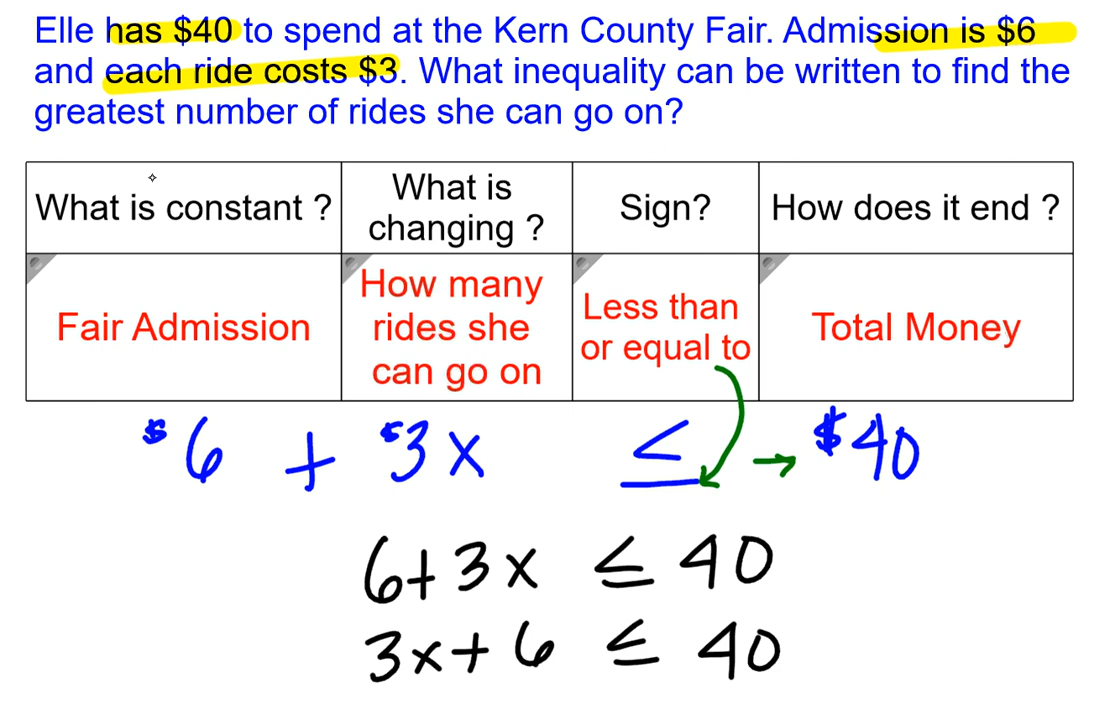 Elle has $40 to spend at the Kern County Fair. Admission is $6
and each ride costs $3. What inequality can be written to find the
greatest number of rides she can go on?
What is constant ?
What is
changing ?
Sign?
How does it end ?
Fair Admission
How many
rides she
can go on
Less than
or equal to
Total Money
$6 + $3x ≤ → $40
6+3x ≤ 40
3x+6 ≤ 40